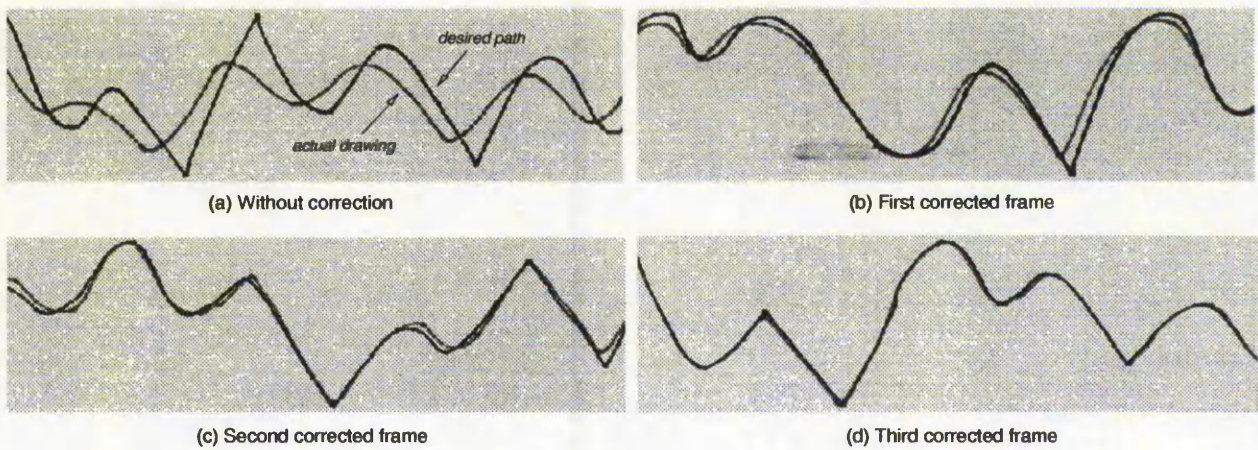 desired path
actual drawing
(a) Without correction
(b) First corrected frame
(c) Second corrected frame
(d) Third corrected frame